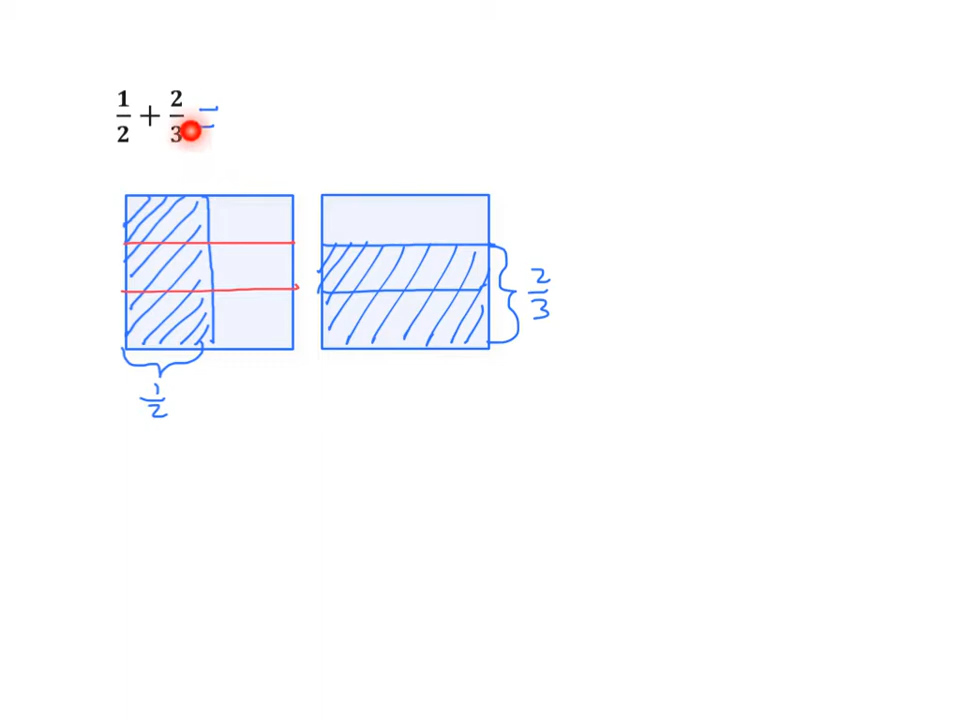 1/2 + 2/3 =
2/3
1/2